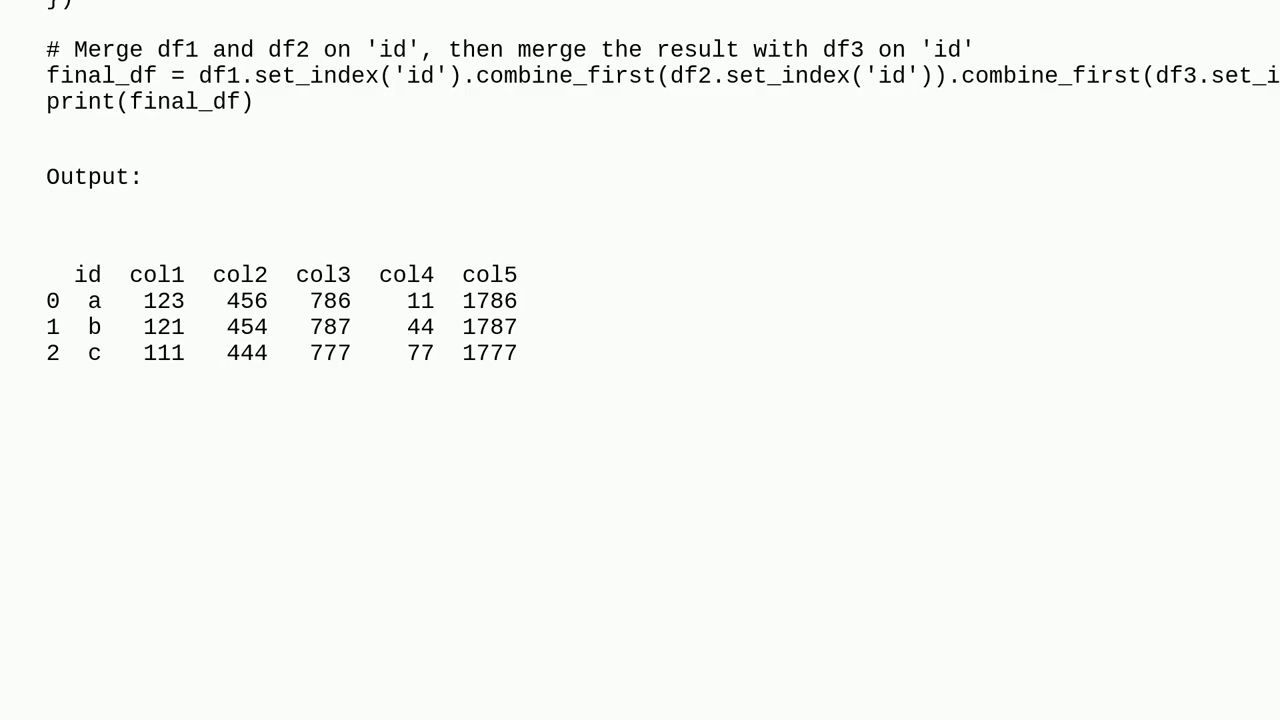 })
# Merge df1 and df2 on 'id', then merge the result with df3 on 'id'
final_df = df1.set_index('id').combine_first(df2.set_index('id')).combine_first(df3.set_i
print(final_df)
Output:
  id  col1  col2  col3  col4  col5
0  a   123   456   786    11  1786
1  b   121   454   787    44  1787
2  c   111   444   777    77  1777